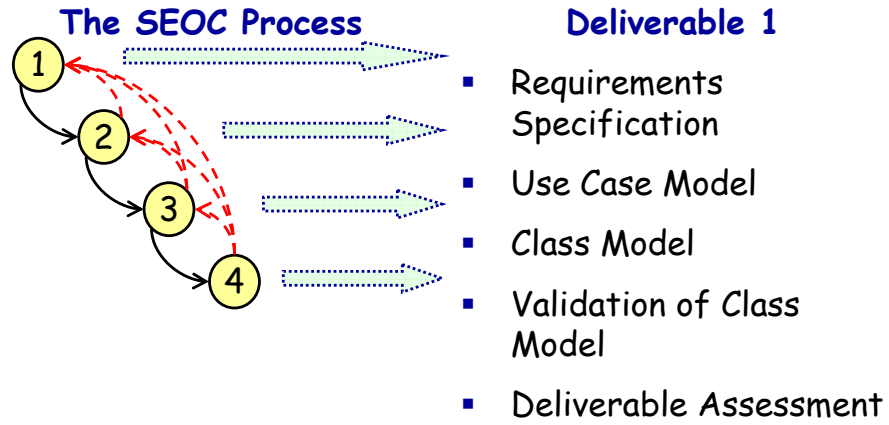 The SEOC Process
1
2
3
4
Deliverable 1
▪ Requirements
Specification
▪ Use Case Model
▪ Class Model
▪ Validation of Class
Model
▪ Deliverable Assessment